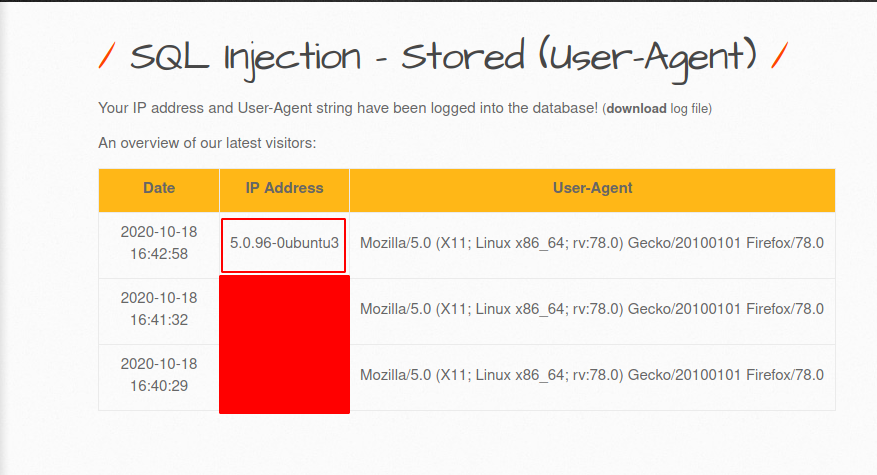 / SQL Injection - Stored (User-Agent) /
Your IP address and User-Agent string have been logged into the database! (download log file)
An overview of our latest visitors:
Date IP Address User-Agent
2020-10-18
16:42:58
5.0.96-0ubuntu3
Mozilla/5.0 (X11; Linux x86_64; rv:78.0) Gecko/20100101 Firefox/78.0
2020-10-18
16:41:32
Mozilla/5.0 (X11; Linux x86_64; rv:78.0) Gecko/20100101 Firefox/78.0
2020-10-18
16:40:29
Mozilla/5.0 (X11; Linux x86_64; rv:78.0) Gecko/20100101 Firefox/78.0